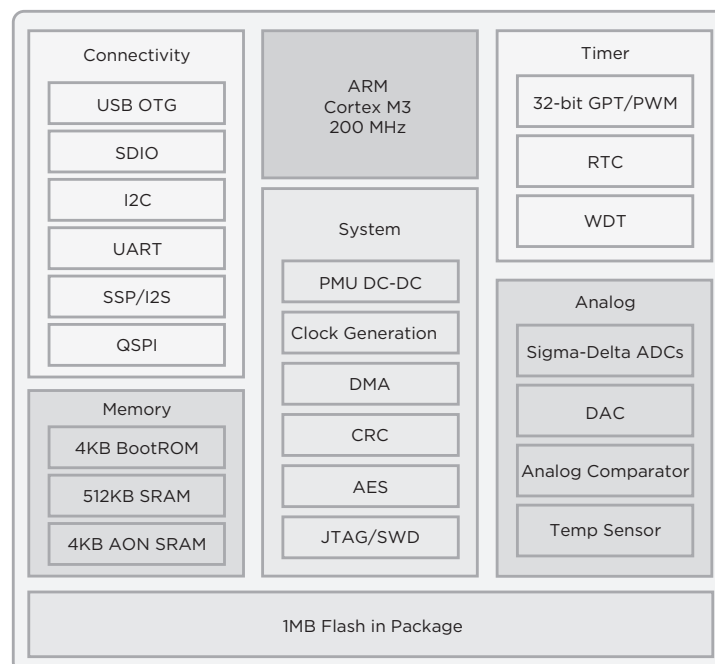 Connectivity
USB OTG
SDIO
I2C
UART
SSP/I2S
QSPI
Memory
4KB BootROM
512KB SRAM
4KB AON SRAM
ARM
Cortex M3
200 MHz
System
PMU DC-DC
Clock Generation
DMA
CRC
AES
JTAG/SWD
Timer
32-bit GPT/PWM
RTC
WDT
Analog
Sigma-Delta ADCs
DAC
Analog Comparator
Temp Sensor
1MB Flash in Package